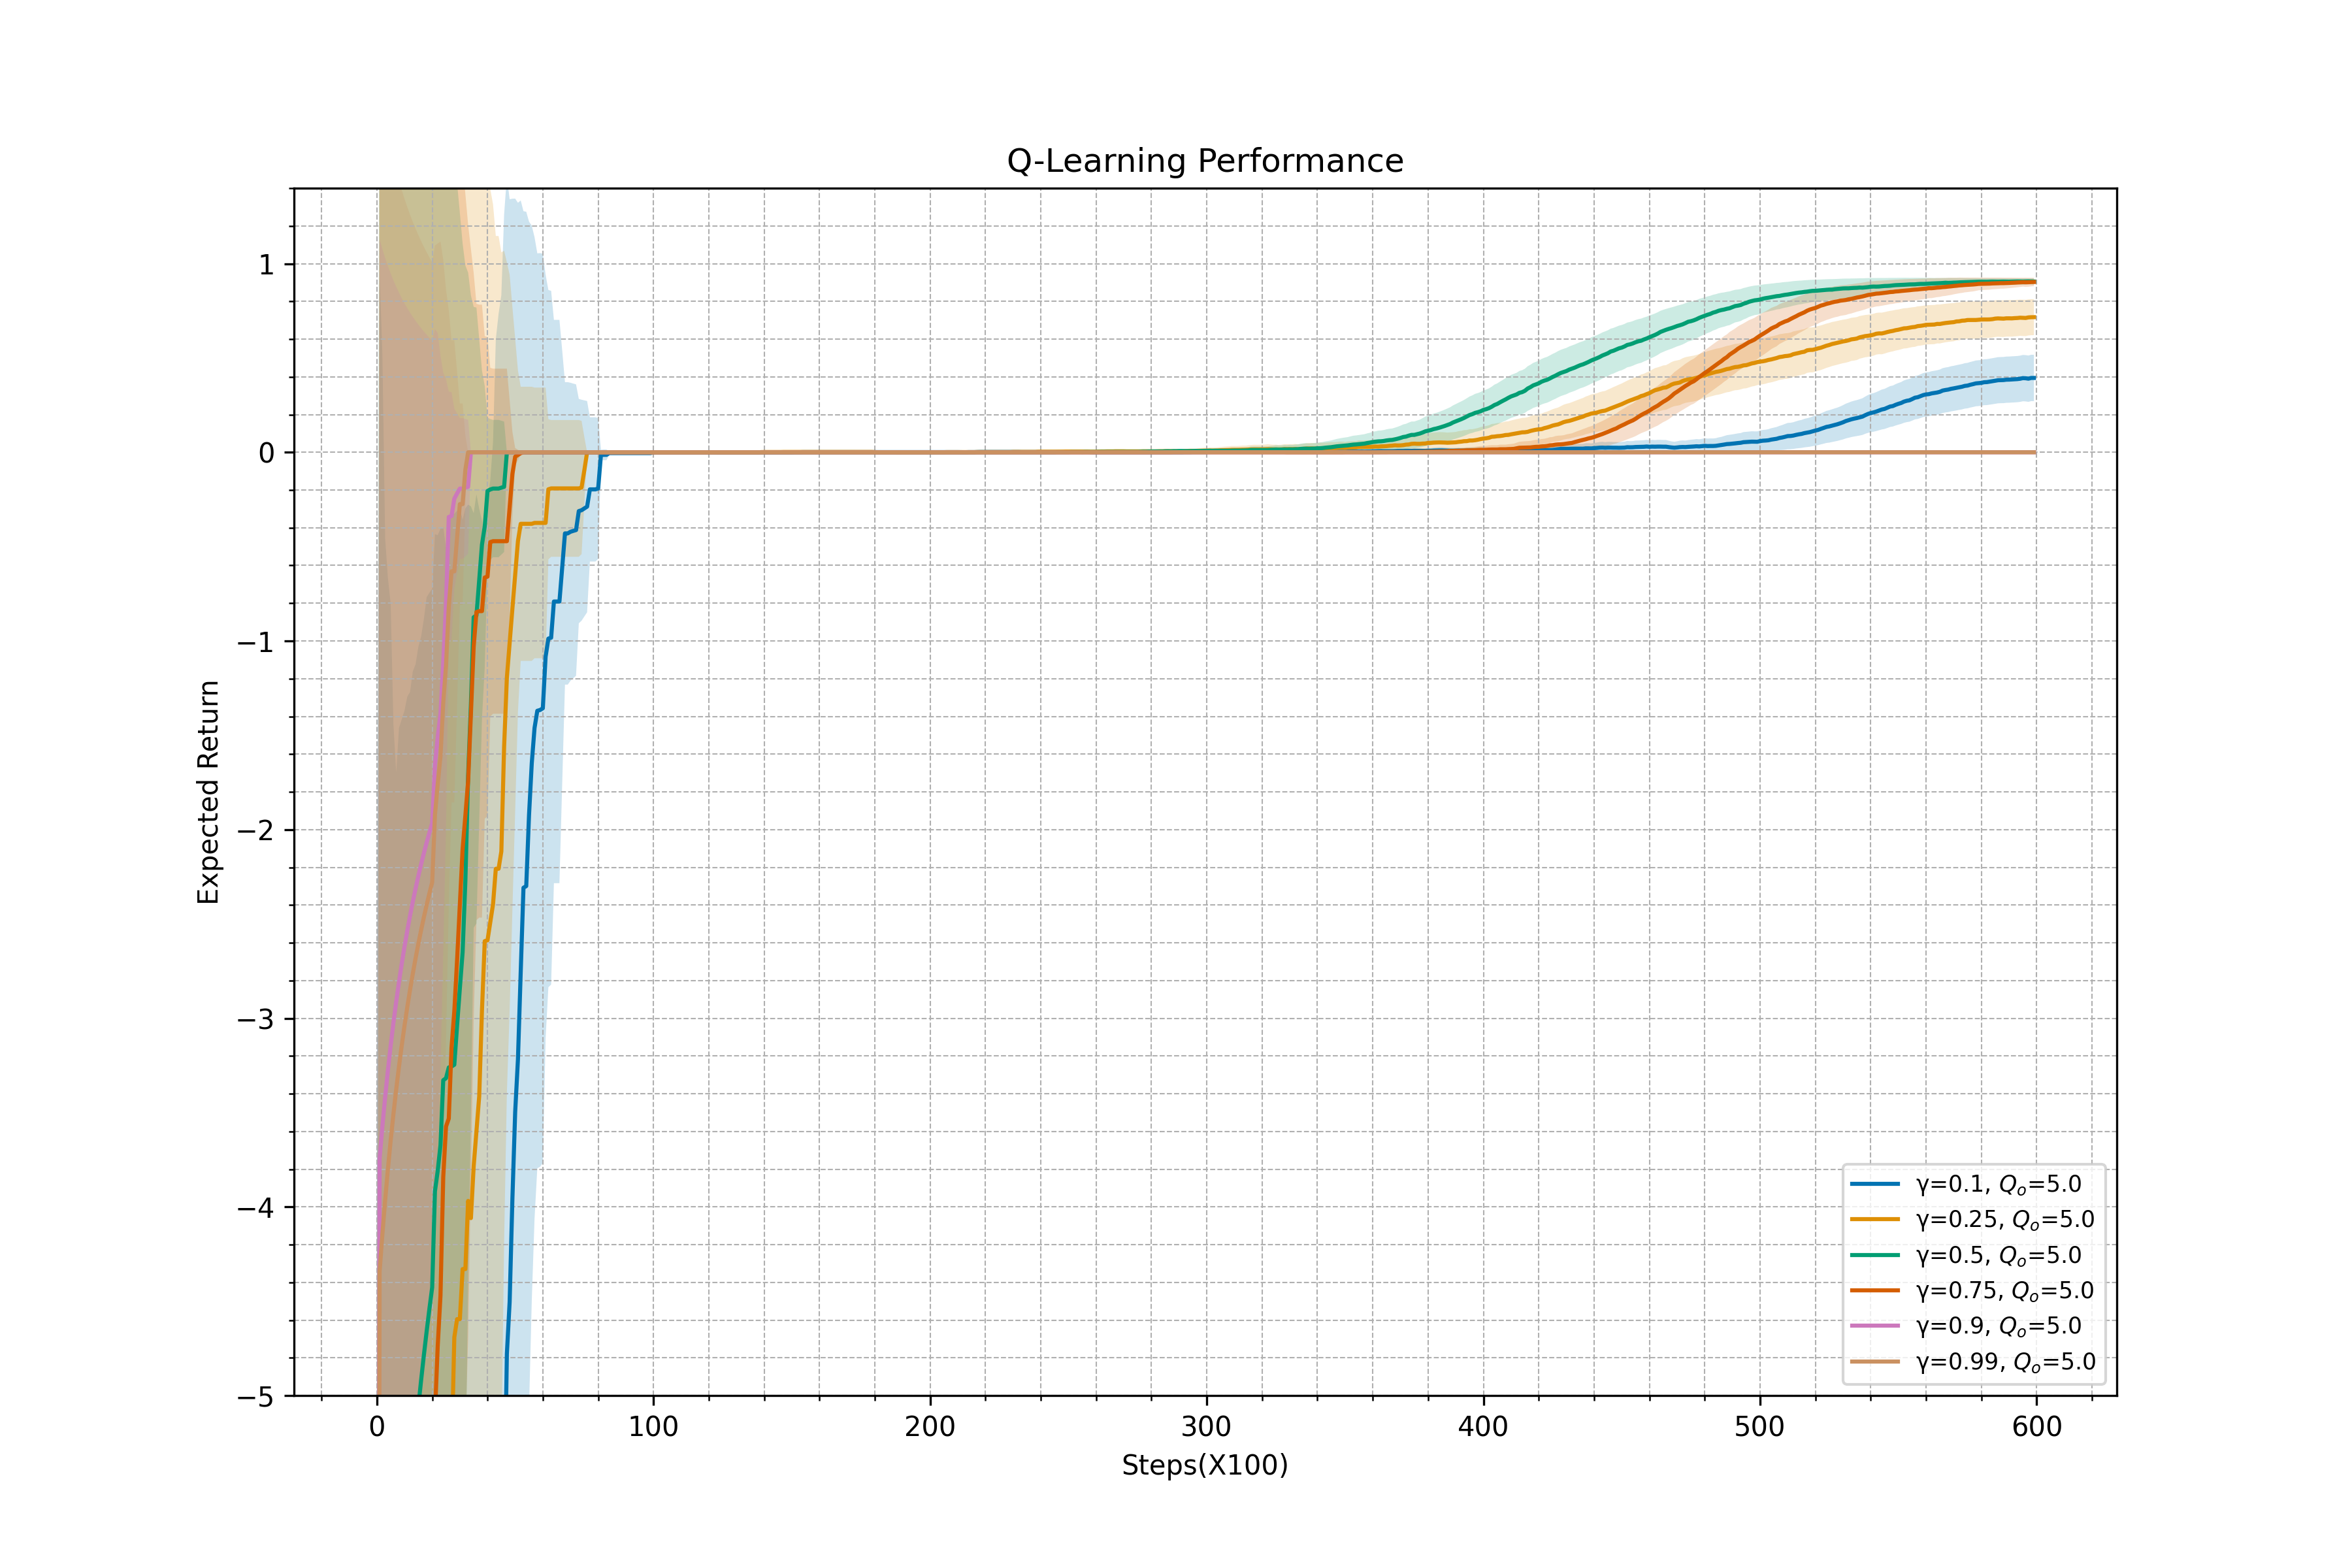 Q-Learning Performance
Expected Return
1
0
−1
−2
−3
−4
−5
0 100 200 300 400 500 600
Steps(X100)
γ=0.1, Qo=5.0
γ=0.25, Qo=5.0
γ=0.5, Qo=5.0
γ=0.75, Qo=5.0
γ=0.9, Qo=5.0
γ=0.99, Qo=5.0